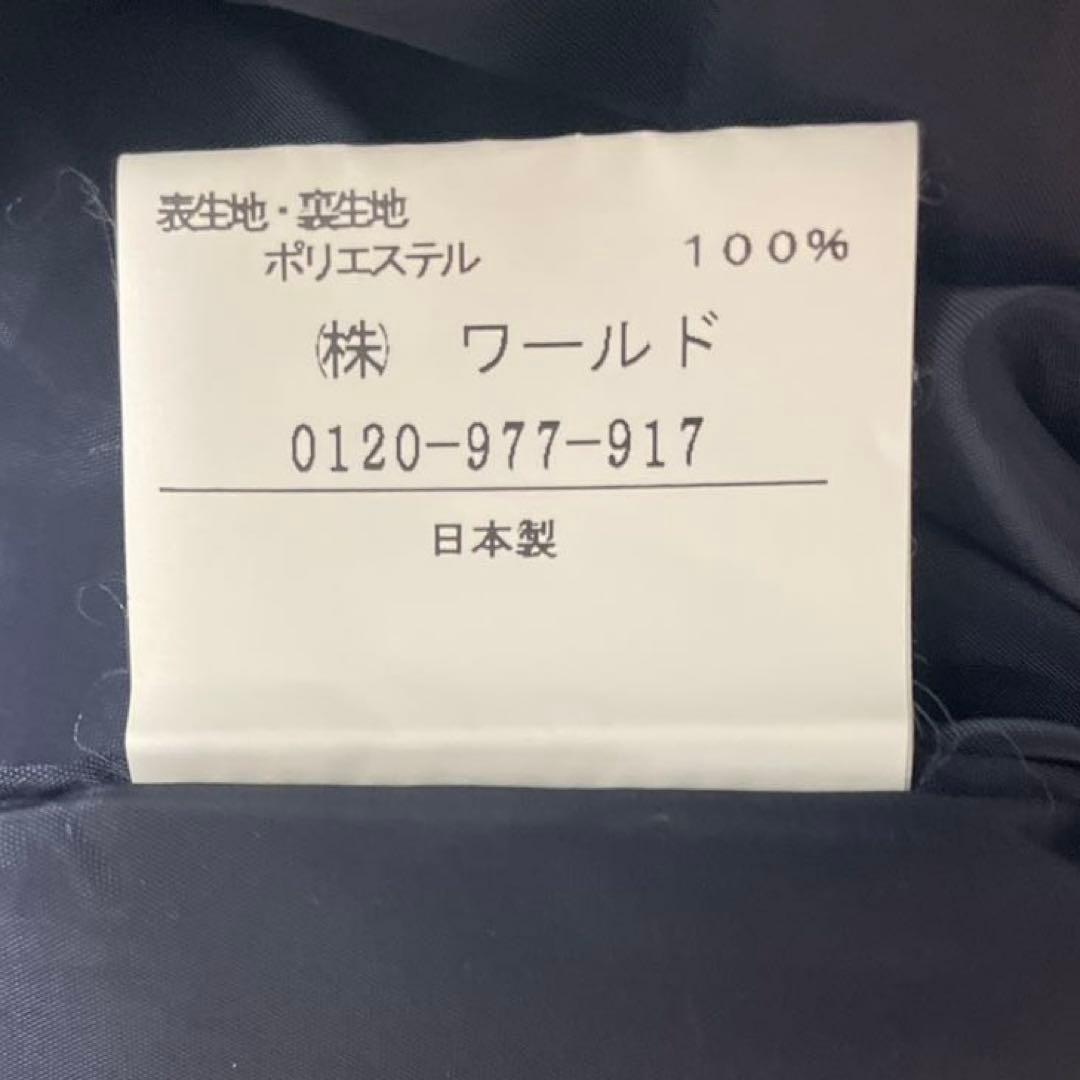 表生地・裏生地
ポリエステル 100%
㈱ ワールド
0120-977-917
日本製